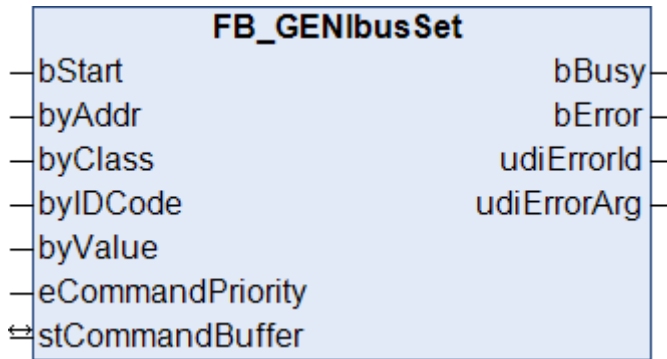 FB_GENIbusSet
bStart bBusy
byAddr bError
byClass udiErrorId
byIDCode udiErrorArg
byValue
eCommandPriority
stCommandBuffer